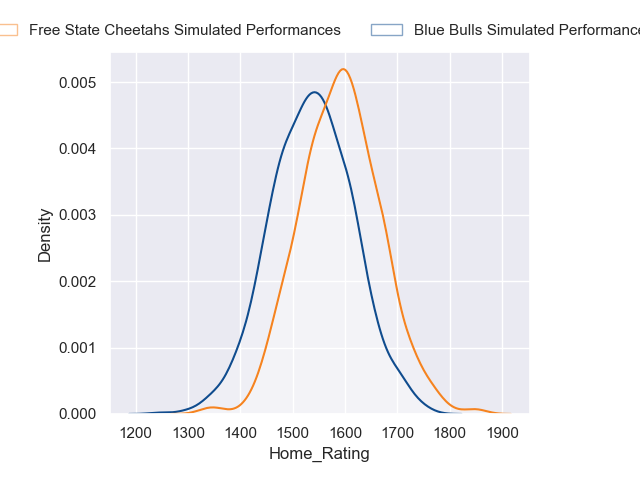 Free State Cheetahs Simulated Performances Blue Bulls Simulated Performance
0.005
0.004
0.003
0.002
0.001
0.000
Density
1200 1300 1400 1500 1600 1700 1800 1900
Home_Rating